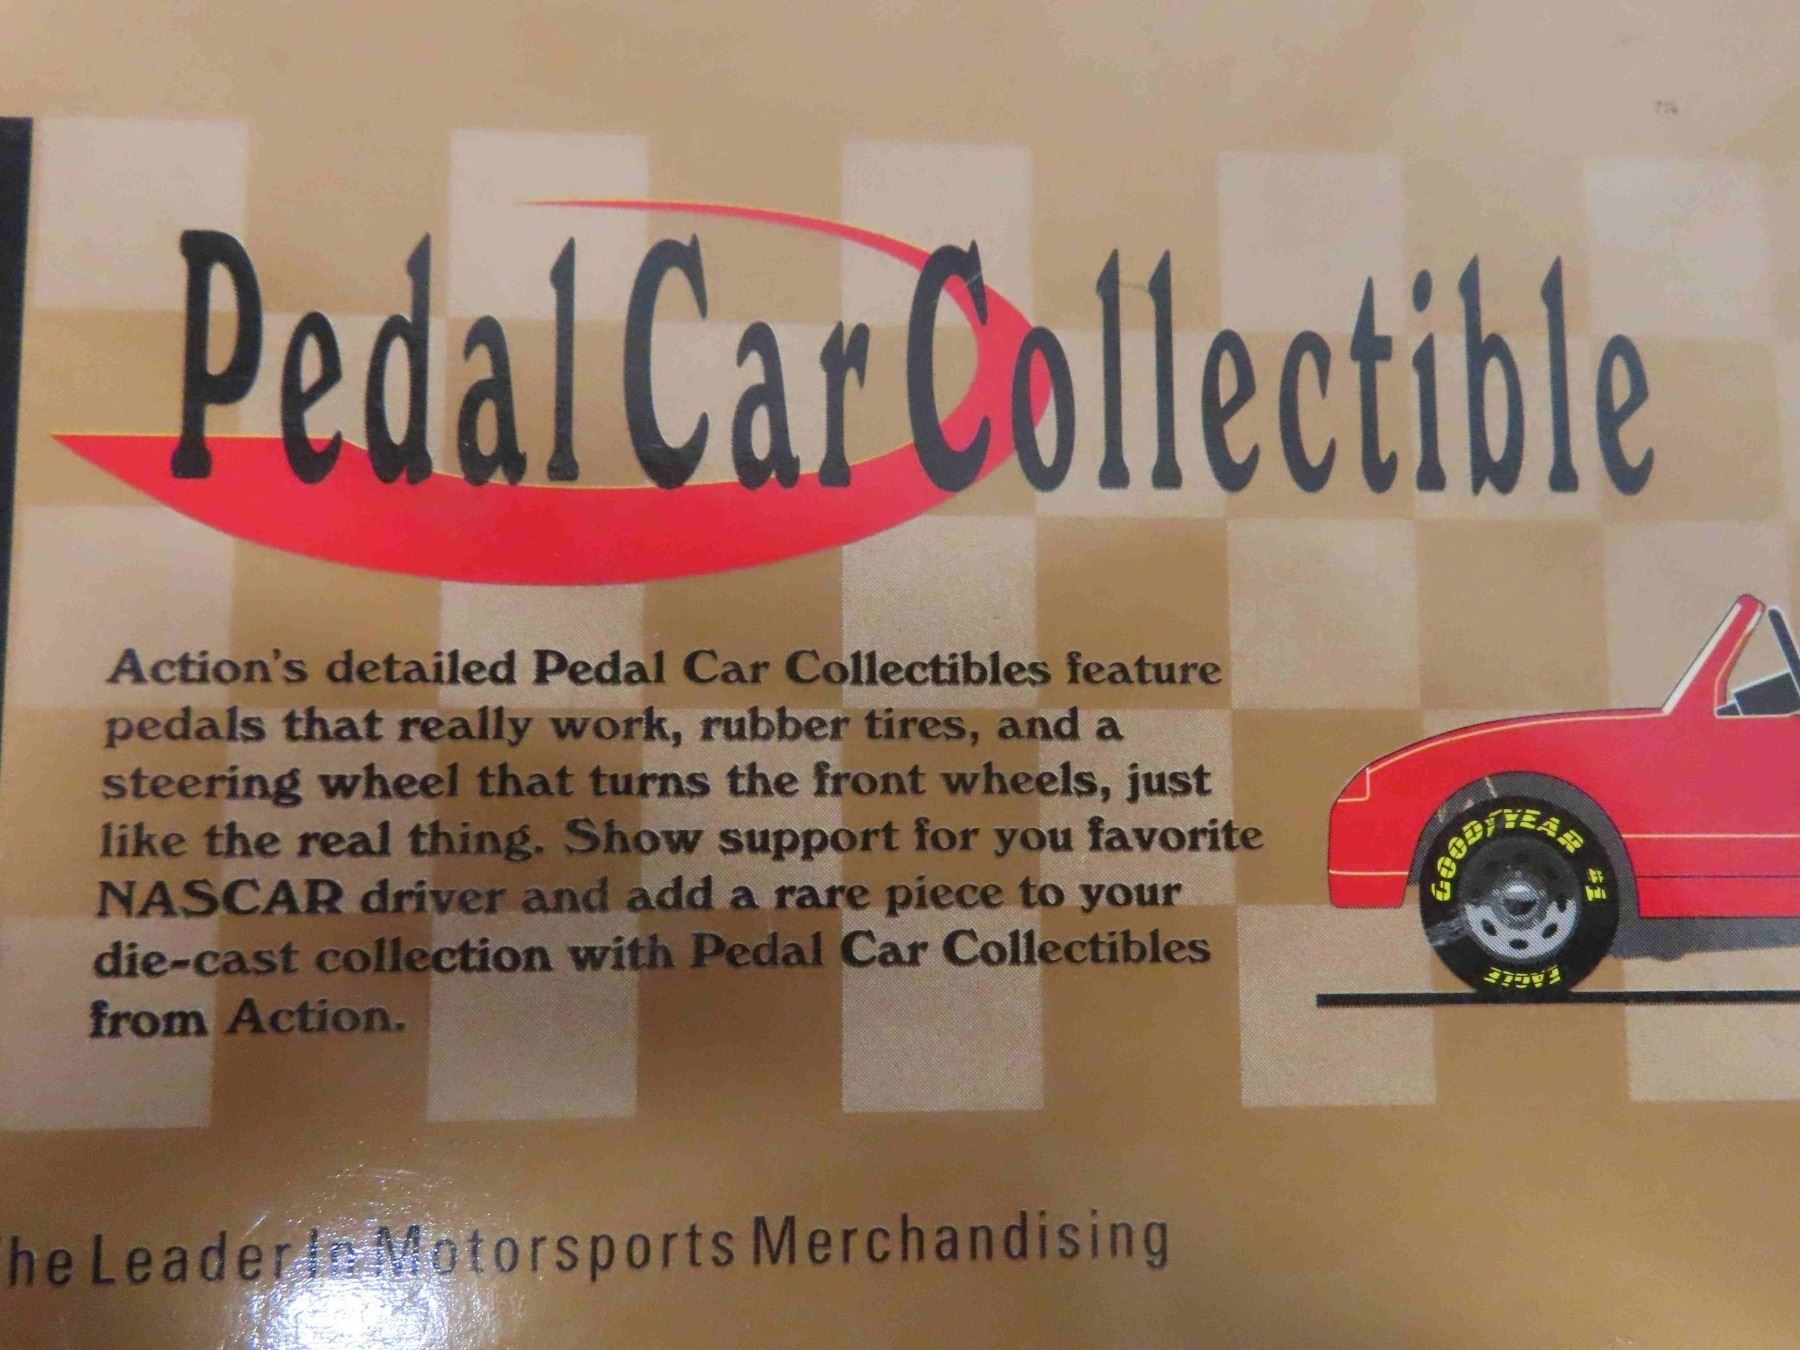 Pedal Car Collectible
Action's detailed Pedal Car Collectibles feature
pedals that really work, rubber tires, and a
steering wheel that turns the front wheels, just
like the real thing. Show support for you favorite
NASCAR driver and add a rare piece to your
die-cast collection with Pedal Car Collectibles
from Action.
GOODYEAR #1
EAGLE
The Leader In Motorsports Merchandising